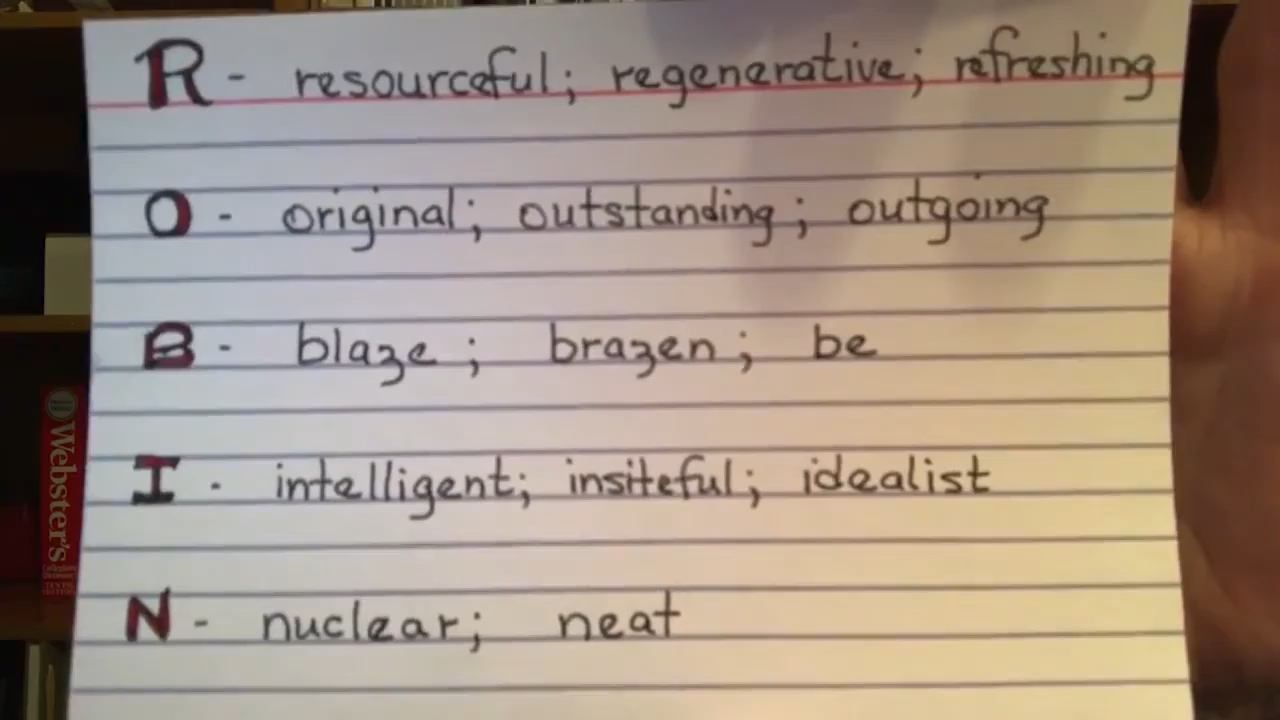 R - resourceful; regenerative; refreshing
O - original; outstanding; outgoing
B - blaze; brazen; be
I - intelligent; insiteful; idealist
N - nuclear; neat
Webster's